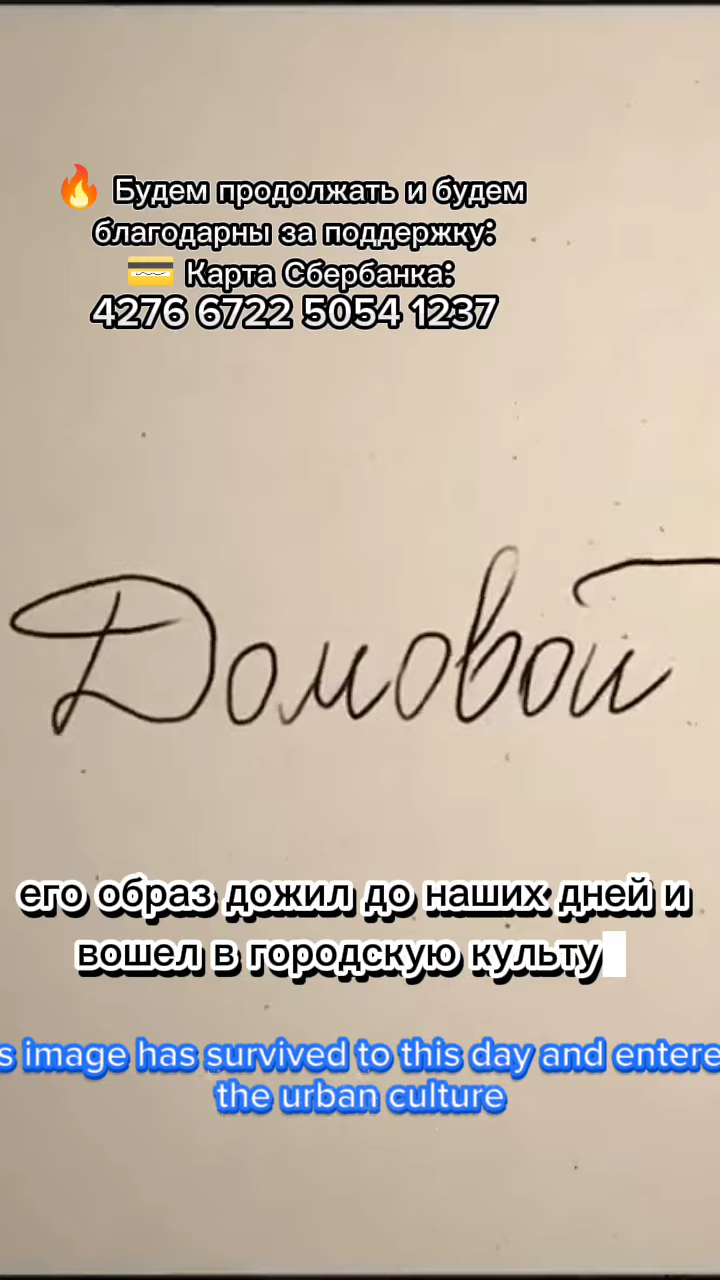 🔥 Будем продолжать и будем
благодарны за поддержку:
💳 Карта Сбербанка:
4276 6722 5054 1237
Домовой
его образ дожил до наших дней и
вошел в городскую культу
s image has survived to this day and entere
the urban culture